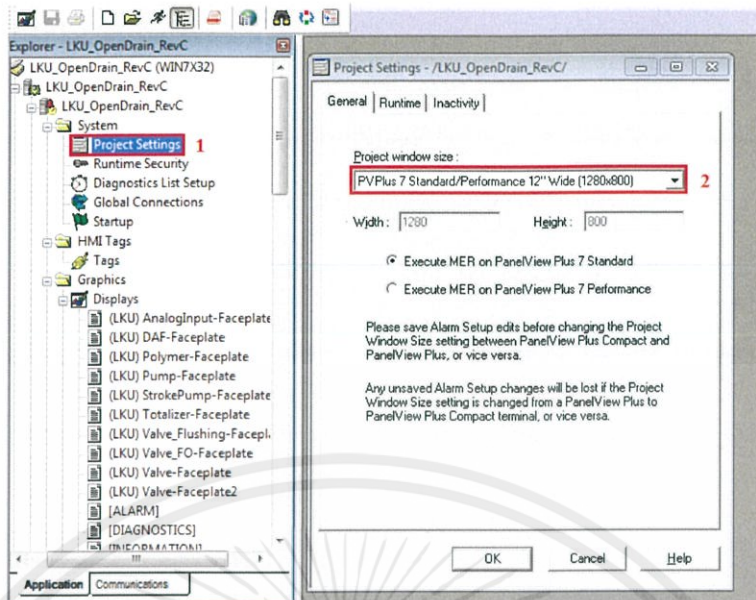 Explorer - LKU_OpenDrain_RevC
LKU_OpenDrain_RevC (WIN7X32)
LKU_OpenDrain_RevC
LKU_OpenDrain_RevC
System
Project Settings 1
Runtime Security
Diagnostics List Setup
Global Connections
Startup
HMI Tags
Tags
Graphics
Displays
(LKU) AnalogInput-Faceplate
(LKU) DAF-Faceplate
(LKU) Polymer-Faceplate
(LKU) Pump-Faceplate
(LKU) StrokePump-Faceplate
(LKU) Totalizer-Faceplate
(LKU) Valve_Flushing-Facepl
(LKU) Valve_FO-Faceplate
(LKU) Valve-Faceplate
(LKU) Valve-Faceplate2
[ALARM]
[DIAGNOSTICS]
[INFORMATION]
Application Communications
Project Settings - /LKU_OpenDrain_RevC/
General Runtime Inactivity
Project window size :
PVPlus 7 Standard/Performance 12" Wide (1280x800) 2
Width : 1280 Height : 800
Execute MER on PanelView Plus 7 Standard
Execute MER on PanelView Plus 7 Performance
Please save Alarm Setup edits before changing the Project
Window Size setting between PanelView Plus Compact and
PanelView Plus, or vice versa.
Any unsaved Alarm Setup changes will be lost if the Project
Window Size setting is changed from a PanelView Plus to
PanelView Plus Compact terminal, or vice versa.
OK Cancel Help